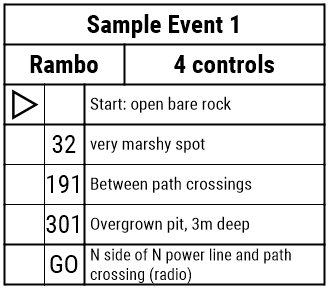 Sample Event 1
Rambo 4 controls
Start: open bare rock
32 very marshy spot
191 Between path crossings
301 Overgrown pit, 3m deep
GO N side of N power line and path
crossing (radio)